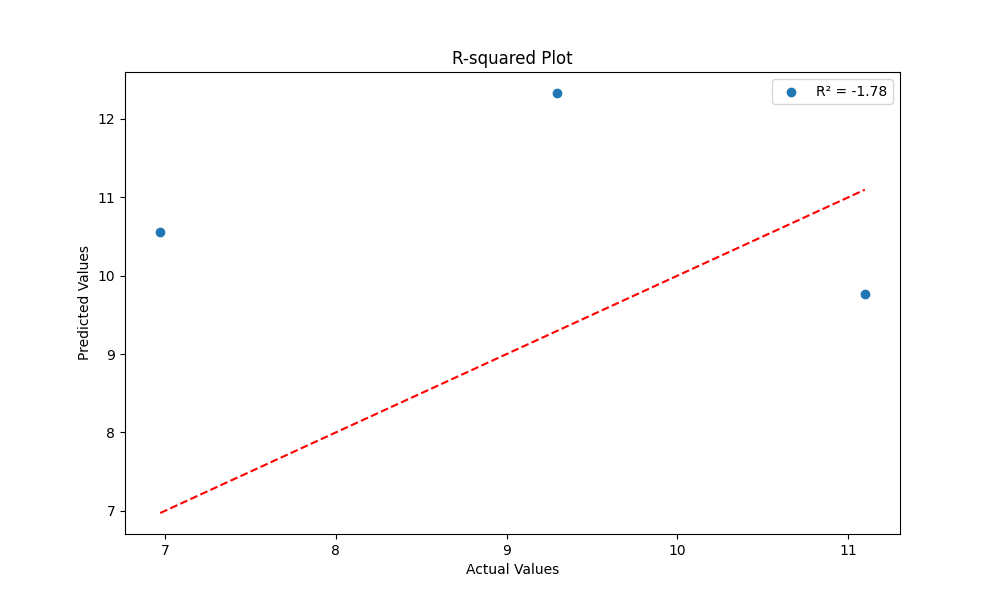 R-squared Plot
R² = -1.78
12
11
10
9
8
7
Predicted Values
7 8 9 10 11
Actual Values